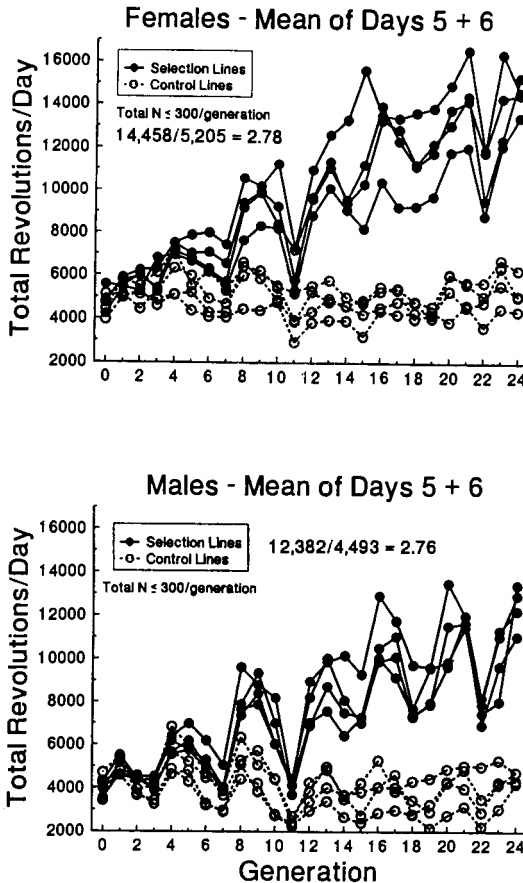 Females - Mean of Days 5 + 6
Total Revolutions/Day
16000
14000
12000
10000
8000
6000
4000
2000
Selection Lines
Control Lines
Total N ≤ 300/generation
14,458/5,205 = 2.78
0 2 4 6 8 10 12 14 16 18 20 22 24
Males - Mean of Days 5 + 6
Total Revolutions/Day
16000
14000
12000
10000
8000
6000
4000
2000
Selection Lines
Control Lines
12,382/4,493 = 2.76
Total N ≤ 300/generation
0 2 4 6 8 10 12 14 16 18 20 22 24
Generation